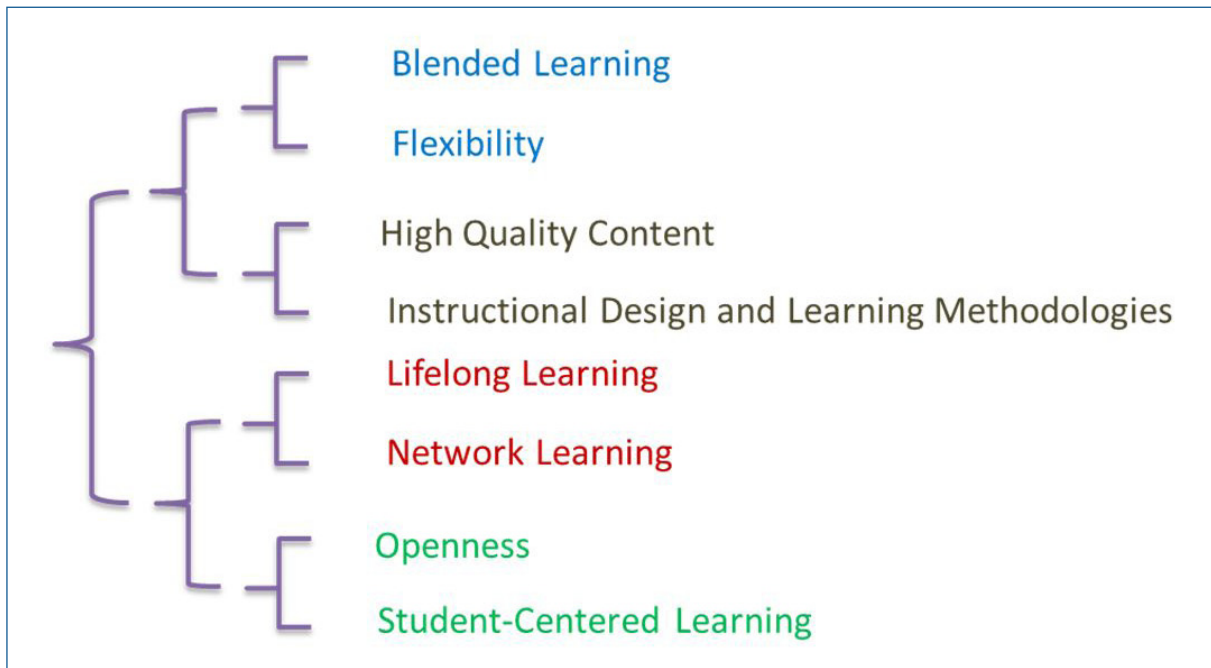 Blended Learning
Flexibility
High Quality Content
Instructional Design and Learning Methodologies
Lifelong Learning
Network Learning
Openness
Student-Centered Learning